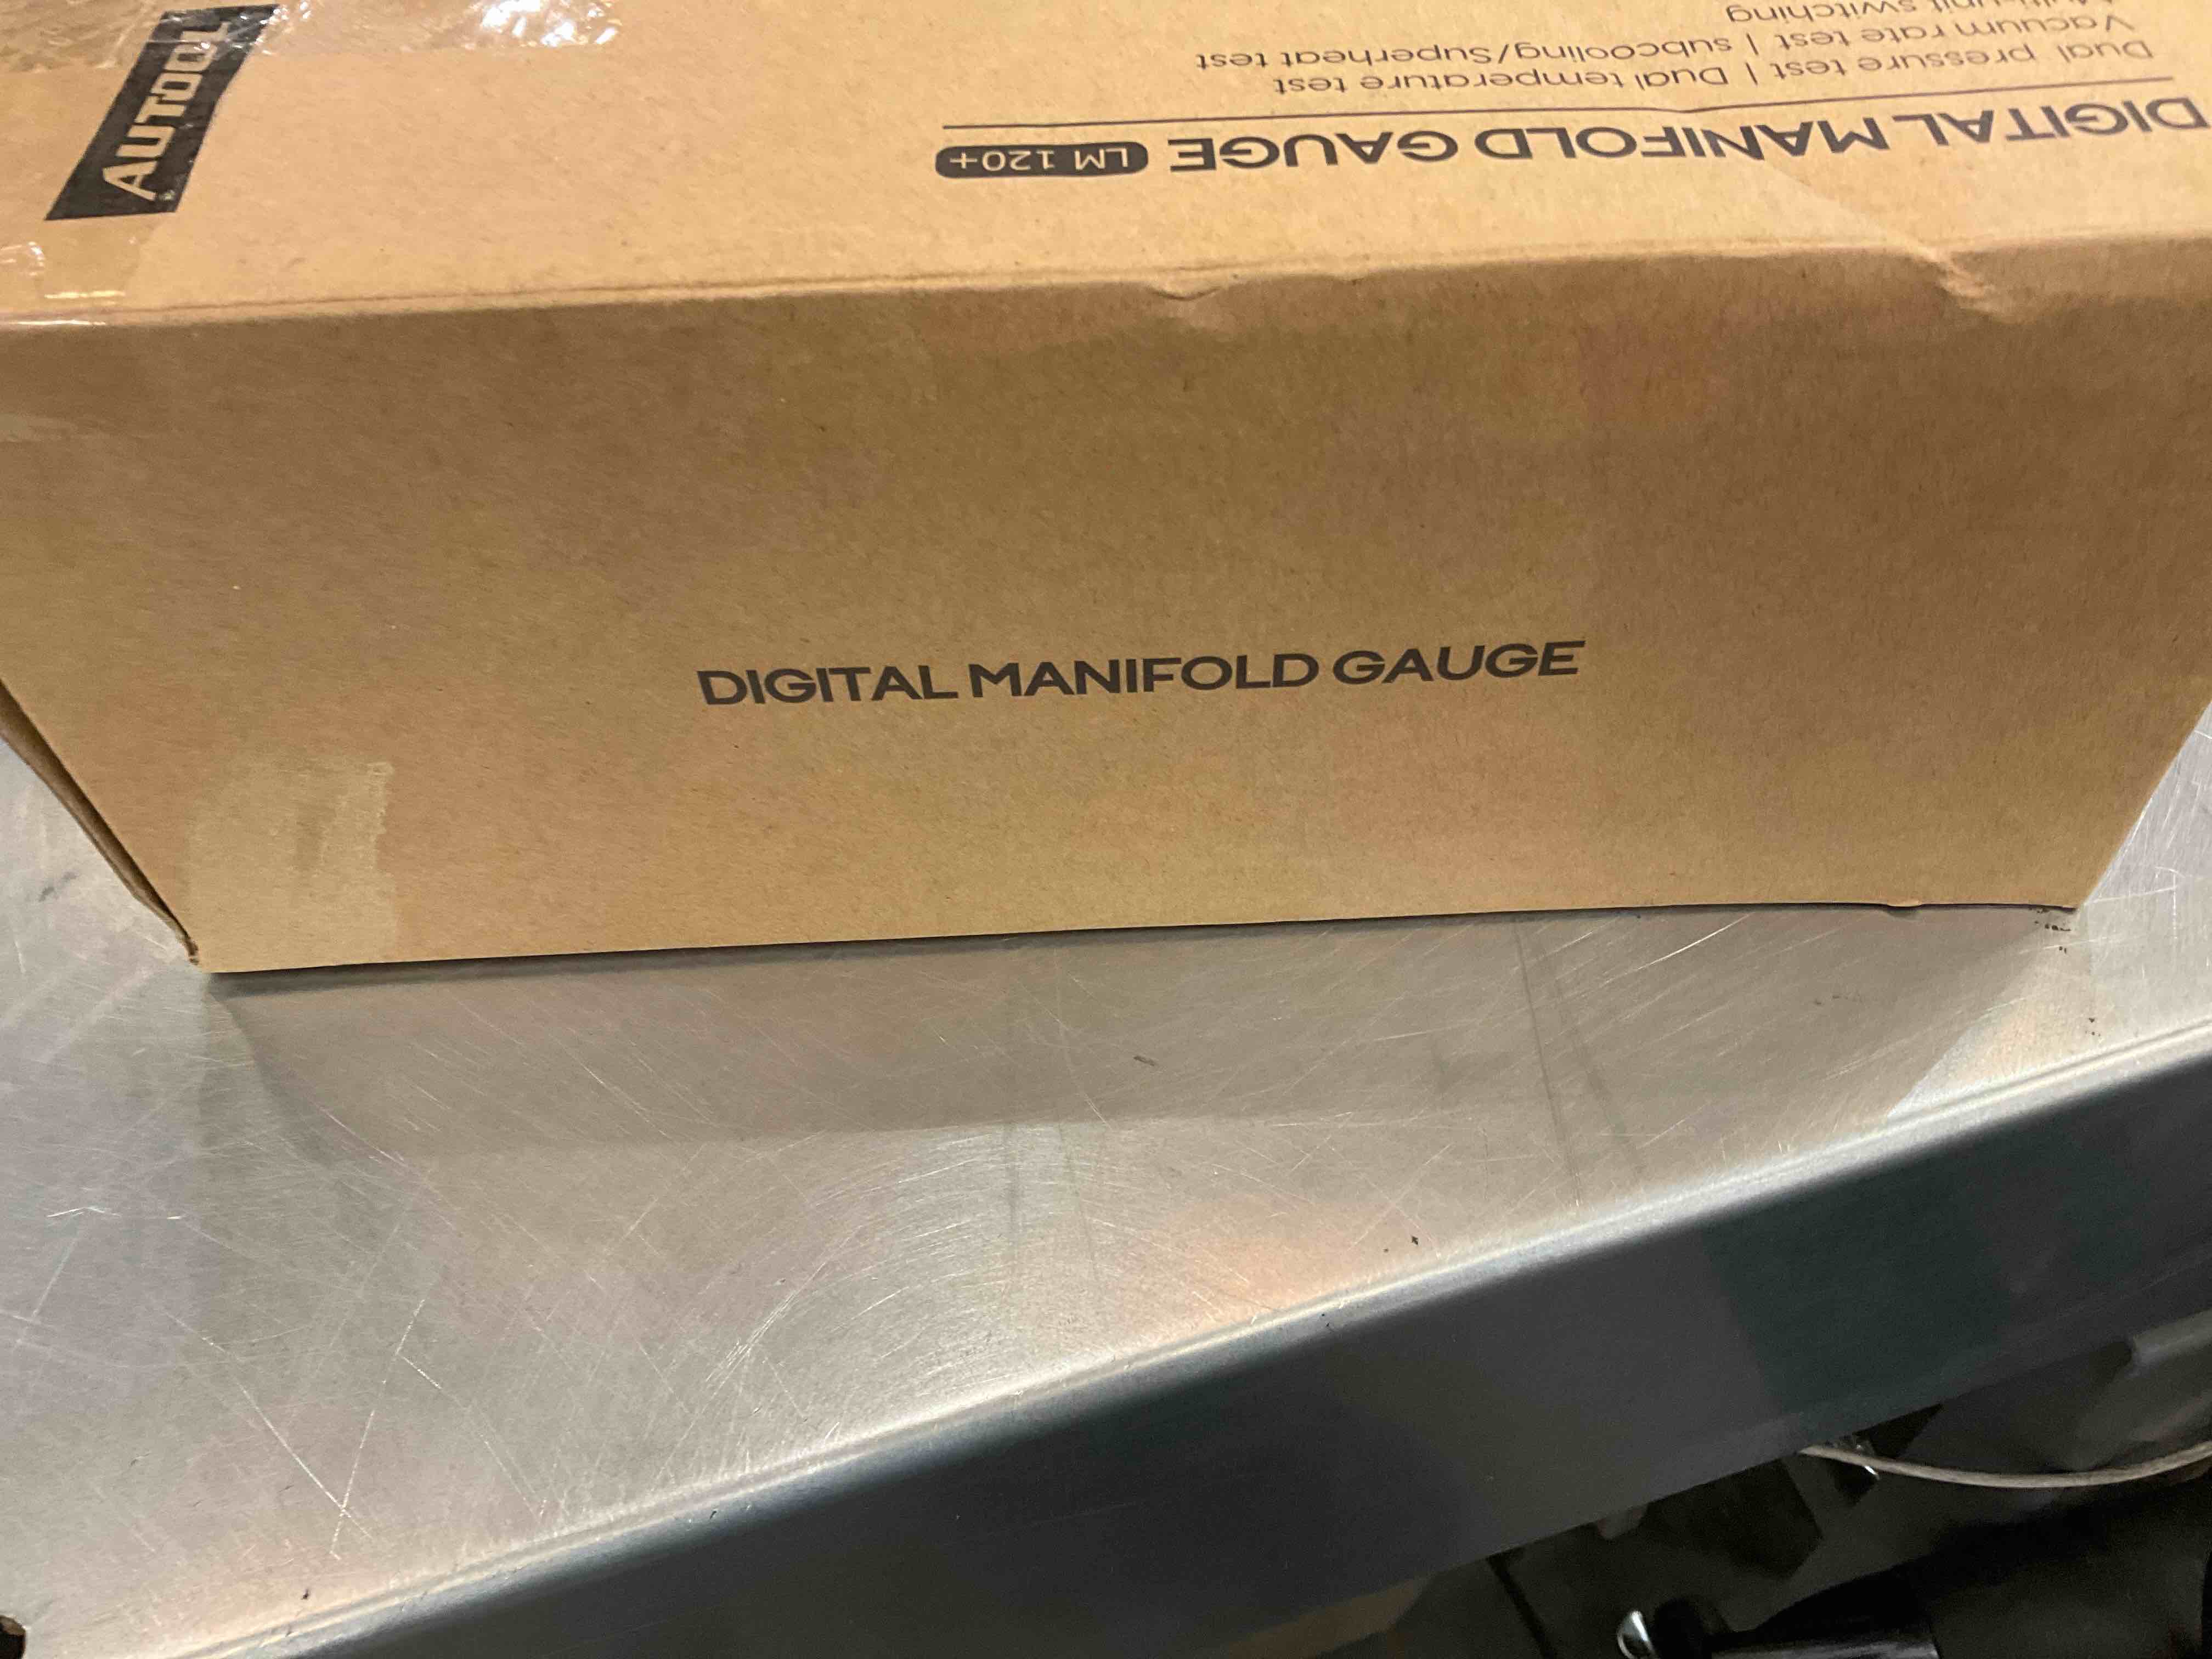 AUTOOL
DIGITAL MANIFOLD GAUGE LM 120+
Dual pressure test | Dual temperature test
Vacuum rate test | subcooling/Superheat test
switching
DIGITAL MANIFOLD GAUGE